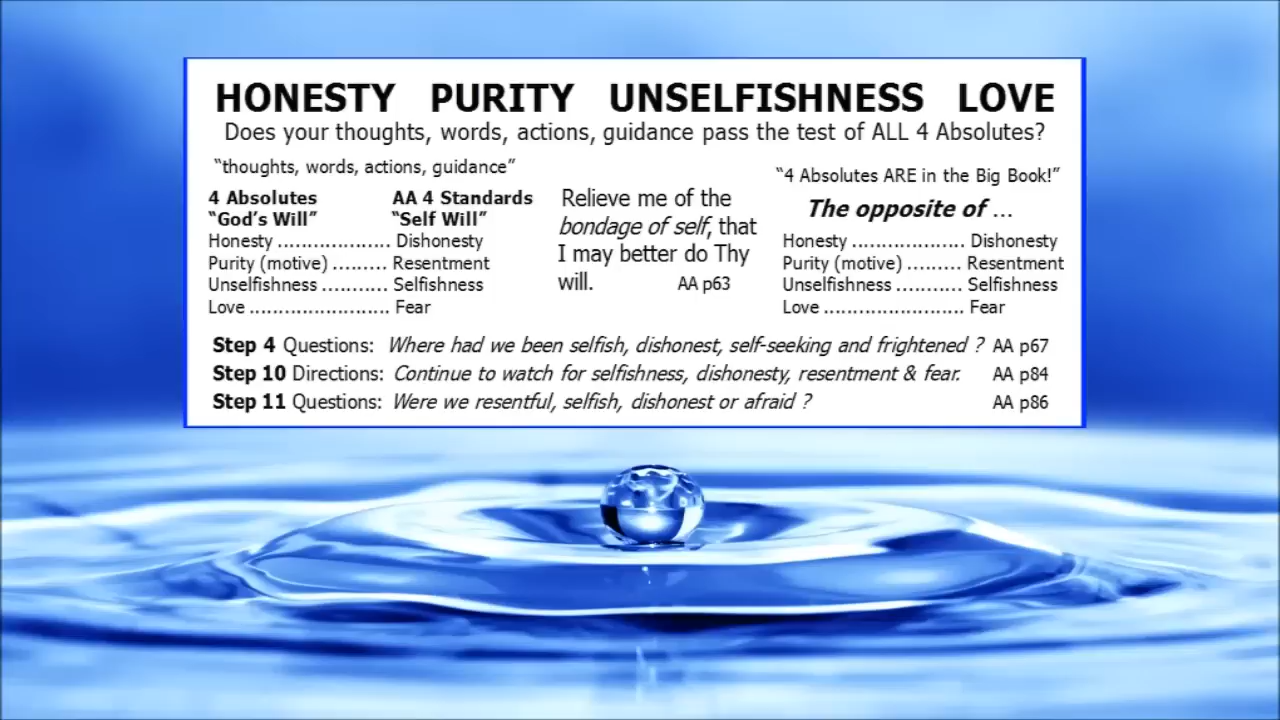 HONESTY PURITY UNSELFISHNESS LOVE
Does your thoughts, words, actions, guidance pass the test of ALL 4 Absolutes?
“thoughts, words, actions, guidance”
4 Absolutes AA 4 Standards
“God’s Will” “Self Will”
Honesty ................... Dishonesty
Purity (motive) ......... Resentment
Unselfishness ........... Selfishness
Love ........................ Fear
Relieve me of the
bondage of self, that
I may better do Thy
will. AA p63
“4 Absolutes ARE in the Big Book!”
The opposite of ...
Honesty ................... Dishonesty
Purity (motive) ......... Resentment
Unselfishness ........... Selfishness
Love ........................ Fear
Step 4 Questions: Where had we been selfish, dishonest, self-seeking and frightened ? AA p67
Step 10 Directions: Continue to watch for selfishness, dishonesty, resentment & fear. AA p84
Step 11 Questions: Were we resentful, selfish, dishonest or afraid ? AA p86